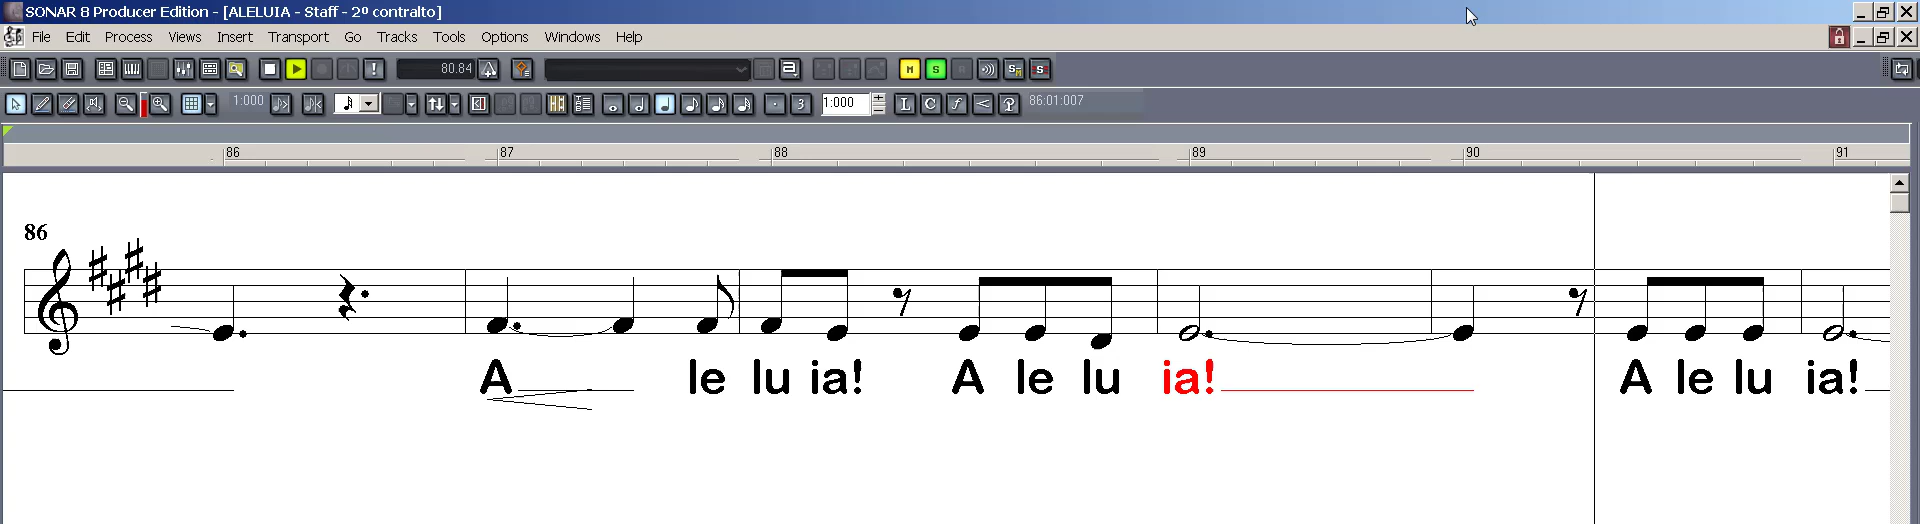 SONAR 8 Producer Edition - [ALELUIA - Staff - 2º contralto]
File Edit Process Views Insert Transport Go Tracks Tools Options Windows Help
80.84 M S
1:000 3 1:000 L C f 86:01:007
86 87 88 89 90 91
86
A le lu ia! A le lu ia! A le lu ia!